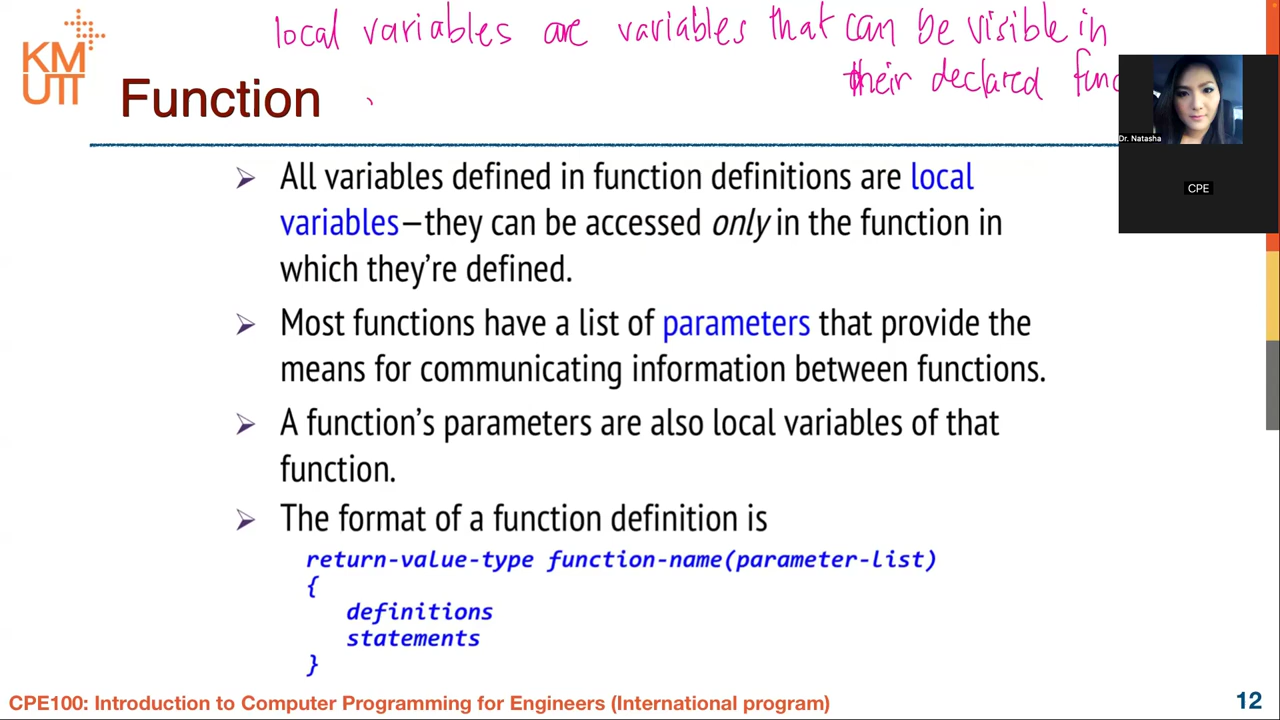 local variables are variables that can be visible in
their declared func
KM
UTT
Function
Dr. Natasha
CPE
➢ All variables defined in function definitions are local
variables—they can be accessed only in the function in
which they're defined.
➢ Most functions have a list of parameters that provide the
means for communicating information between functions.
➢ A function's parameters are also local variables of that
function.
➢ The format of a function definition is
return-value-type function-name(parameter-list)
{
definitions
statements
}
CPE100: Introduction to Computer Programming for Engineers (International program)
12